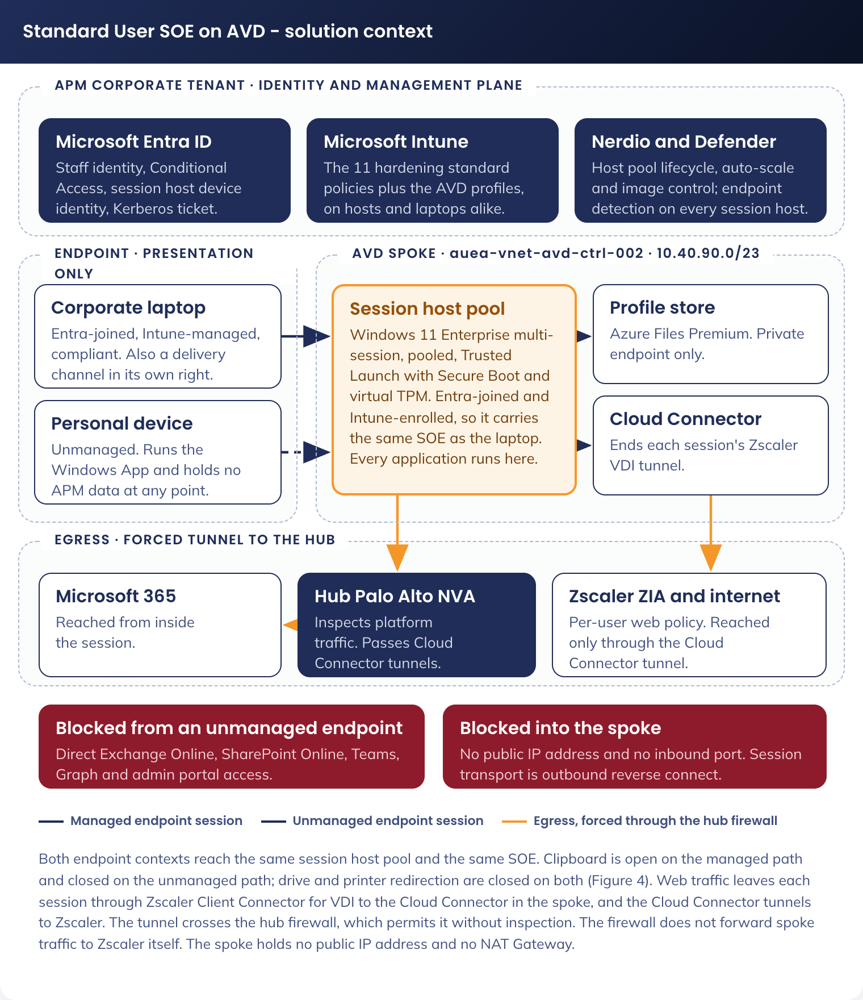 Standard User SOE on AVD - solution context
APM CORPORATE TENANT · IDENTITY AND MANAGEMENT PLANE
Microsoft Entra ID
Staff identity, Conditional
Access, session host device
identity, Kerberos ticket.
Microsoft Intune
The 11 hardening standard
policies plus the AVD profiles,
on hosts and laptops alike.
Nerdio and Defender
Host pool lifecycle, auto-scale
and image control; endpoint
detection on every session host.
ENDPOINT · PRESENTATION
ONLY
Corporate laptop
Entra-joined, Intune-managed,
compliant. Also a delivery
channel in its own right.
Personal device
Unmanaged. Runs the
Windows App and holds no
APM data at any point.
AVD SPOKE · auea-vnet-avd-ctrl-002 · 10.40.90.0/23
Session host pool
Windows 11 Enterprise multi-
session, pooled, Trusted
Launch with Secure Boot and
virtual TPM. Entra-joined and
Intune-enrolled, so it carries
the same SOE as the laptop.
Every application runs here.
Profile store
Azure Files Premium. Private
endpoint only.
Cloud Connector
Ends each session's Zscaler
VDI tunnel.
EGRESS · FORCED TUNNEL TO THE HUB
Microsoft 365
Reached from inside
the session.
Hub Palo Alto NVA
Inspects platform
traffic. Passes Cloud
Connector tunnels.
Zscaler ZIA and internet
Per-user web policy. Reached
only through the Cloud
Connector tunnel.
Blocked from an unmanaged endpoint
Direct Exchange Online, SharePoint Online, Teams,
Graph and admin portal access.
Blocked into the spoke
No public IP address and no inbound port. Session
transport is outbound reverse connect.
Managed endpoint session
Unmanaged endpoint session
Egress, forced through the hub firewall
Both endpoint contexts reach the same session host pool and the same SOE. Clipboard is open on the managed path
and closed on the unmanaged path; drive and printer redirection are closed on both (Figure 4). Web traffic leaves each
session through Zscaler Client Connector for VDI to the Cloud Connector in the spoke, and the Cloud Connector tunnels
to Zscaler. The tunnel crosses the hub firewall, which permits it without inspection. The firewall does not forward spoke
traffic to Zscaler itself. The spoke holds no public IP address and no NAT Gateway.